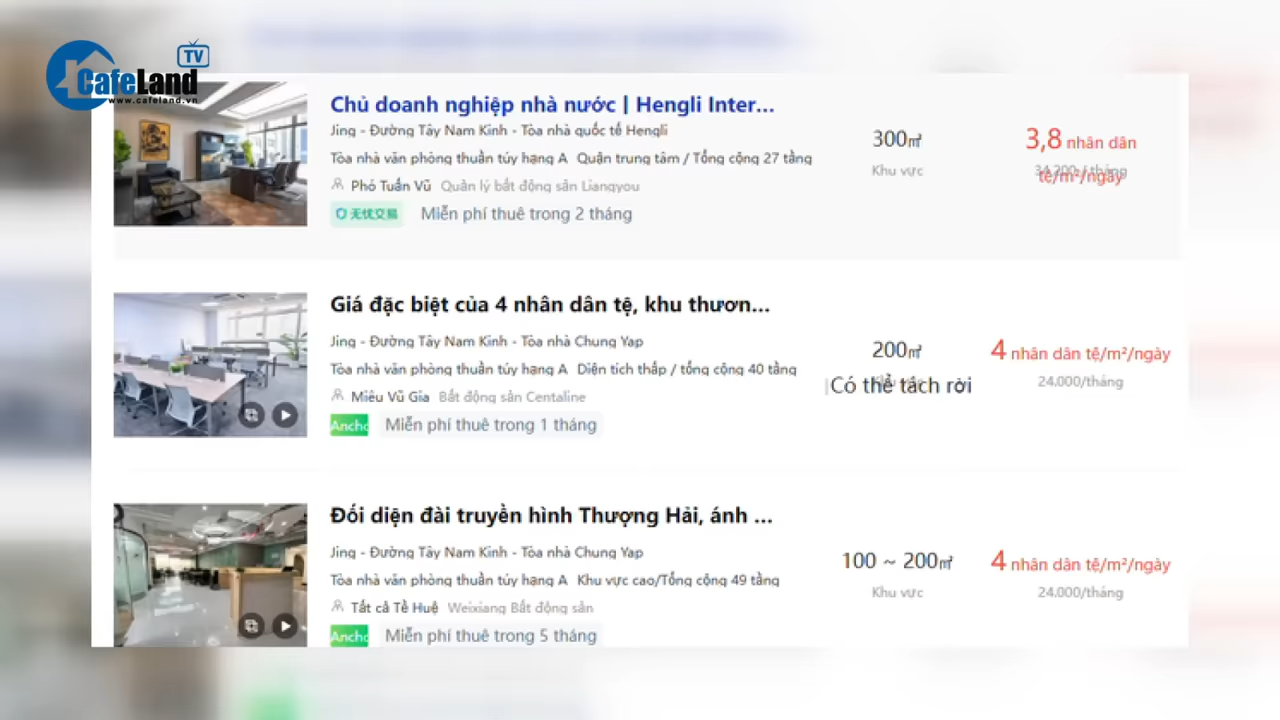 TV
CafeLand
www.cafeland.vn
Chủ doanh nghiệp nhà nước | Hengli Inter...
Jing - Đường Tây Nam Kinh - Tòa nhà quốc tế Hengli
Tòa nhà văn phòng thuần túy hạng A Quận trung tâm / Tổng cộng 27 tầng
Phó Tuấn Vũ Quản lý bất động sản Liangyou
无忧交易 Miễn phí thuê trong 2 tháng
300㎡
Khu vực
3,8 nhân dân
tệ/m²/ngày
34.200 /tháng
Giá đặc biệt của 4 nhân dân tệ, khu thươn...
Jing - Đường Tây Nam Kinh - Tòa nhà Chung Yap
Tòa nhà văn phòng thuần túy hạng A Diện tích thấp / tổng cộng 40 tầng
Miêu Vũ Gia Bất động sản Centaline
Ancho Miễn phí thuê trong 1 tháng
200㎡
|Có thể tách rời
4 nhân dân tệ/m²/ngày
24.000/tháng
Đối diện đài truyền hình Thượng Hải, ánh ...
Jing - Đường Tây Nam Kinh - Tòa nhà Chung Yap
Tòa nhà văn phòng thuần túy hạng A Khu vực cao/Tổng cộng 49 tầng
Tất cả Tề Huệ Weixiang Bất động sản
Ancho Miễn phí thuê trong 5 tháng
100 ~ 200㎡
Khu vực
4 nhân dân tệ/m²/ngày
24.000/tháng